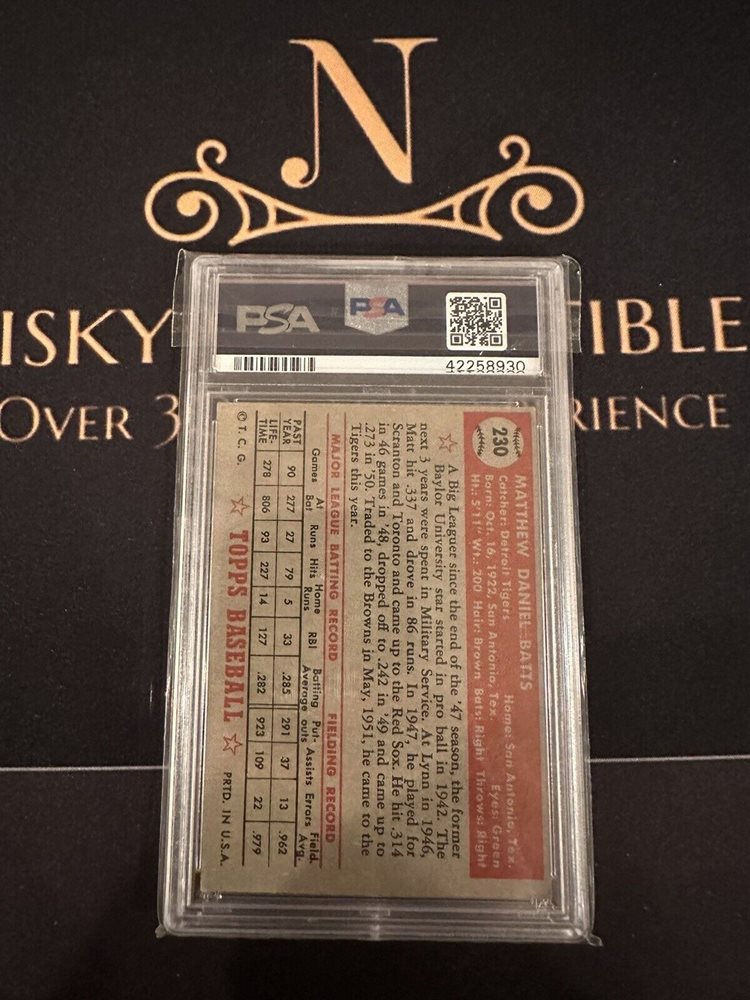 N
ISKY TIBLE
OVER 3 RIENCE
PSA
PSA
42258930
230
MATTHEW DANIEL BATTS
Catcher: Detroit Tigers Home: San Antonio, Tex.
Born: Oct. 16, 1922, San Antonio, Tex. Eyes: Green
Ht.: 5'11" Wt.: 200 Hair: Brown Bats: Right Throws: Right
A Big Leaguer since the end of the '47 season, the former
Baylor University star started in pro ball in 1942. The
next 3 years were spent in Military Service. At Lynn in 1946,
Matt hit .337 and drove in 86 runs. In 1947, he played for
Scranton and Toronto and came up to the Red Sox. He hit .314
in 46 games in '48, dropped off to .242 in '49 and came up to
.273 in '50. Traded to the Browns in May, 1951, he came to the
Tigers this year.
MAJOR LEAGUE BATTING RECORD FIELDING RECORD
Games At Bat Runs Hits Home Runs RBI Batting Average Put-outs Assists Errors Field. Avg.
PAST YEAR 90 277 27 79 5 33 .285 291 37 13 .962
LIFE-TIME 278 806 93 227 14 127 .282 923 109 22 .979
© T. C. G. ☆ TOPPS BASEBALL ☆ PRTD. IN U.S.A.